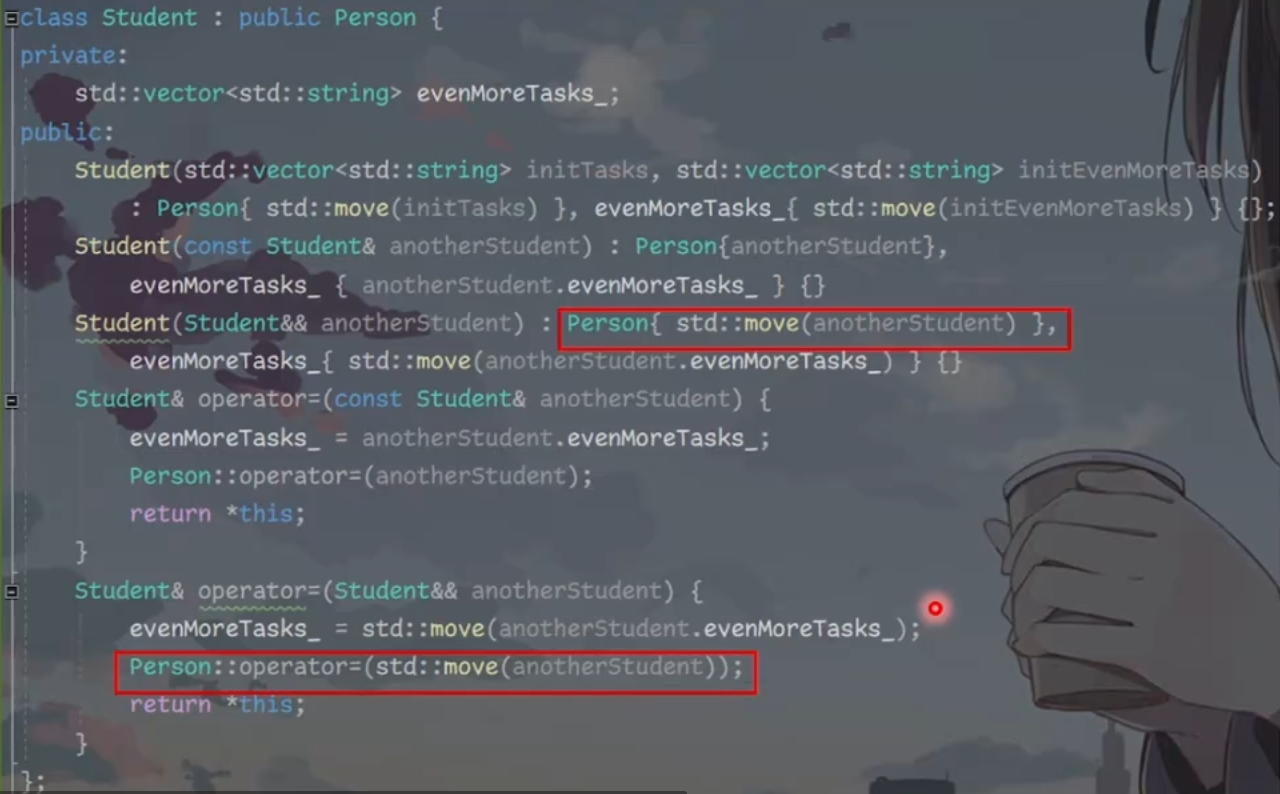 class Student : public Person {
private:
std::vector<std::string> evenMoreTasks_;
public:
Student(std::vector<std::string> initTasks, std::vector<std::string> initEvenMoreTasks)
: Person{ std::move(initTasks) }, evenMoreTasks_{ std::move(initEvenMoreTasks) } {};
Student(const Student& anotherStudent) : Person{anotherStudent},
evenMoreTasks_ { anotherStudent.evenMoreTasks_ } {}
Student(Student&& anotherStudent) : Person{ std::move(anotherStudent) },
evenMoreTasks_{ std::move(anotherStudent.evenMoreTasks_) } {}
Student& operator=(const Student& anotherStudent) {
evenMoreTasks_ = anotherStudent.evenMoreTasks_;
Person::operator=(anotherStudent);
return *this;
}
Student& operator=(Student&& anotherStudent) {
evenMoreTasks_ = std::move(anotherStudent.evenMoreTasks_);
Person::operator=(std::move(anotherStudent));
return *this;
}
};